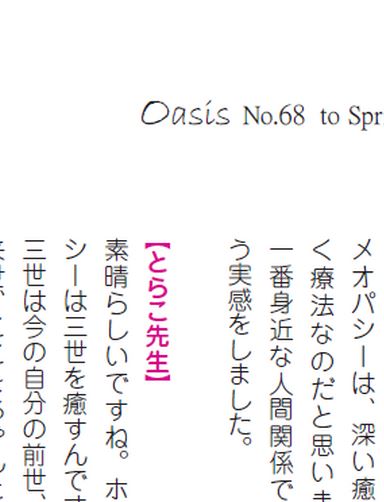 Oasis No.68 to Spr
メオパシーは、深い癒
く療法なのだと思いま
一番身近な人間関係で
う実感をしました。
【とらこ先生】
素晴らしいですね。ホ
シーは三世を癒すんです
三世は今の自分の前世、